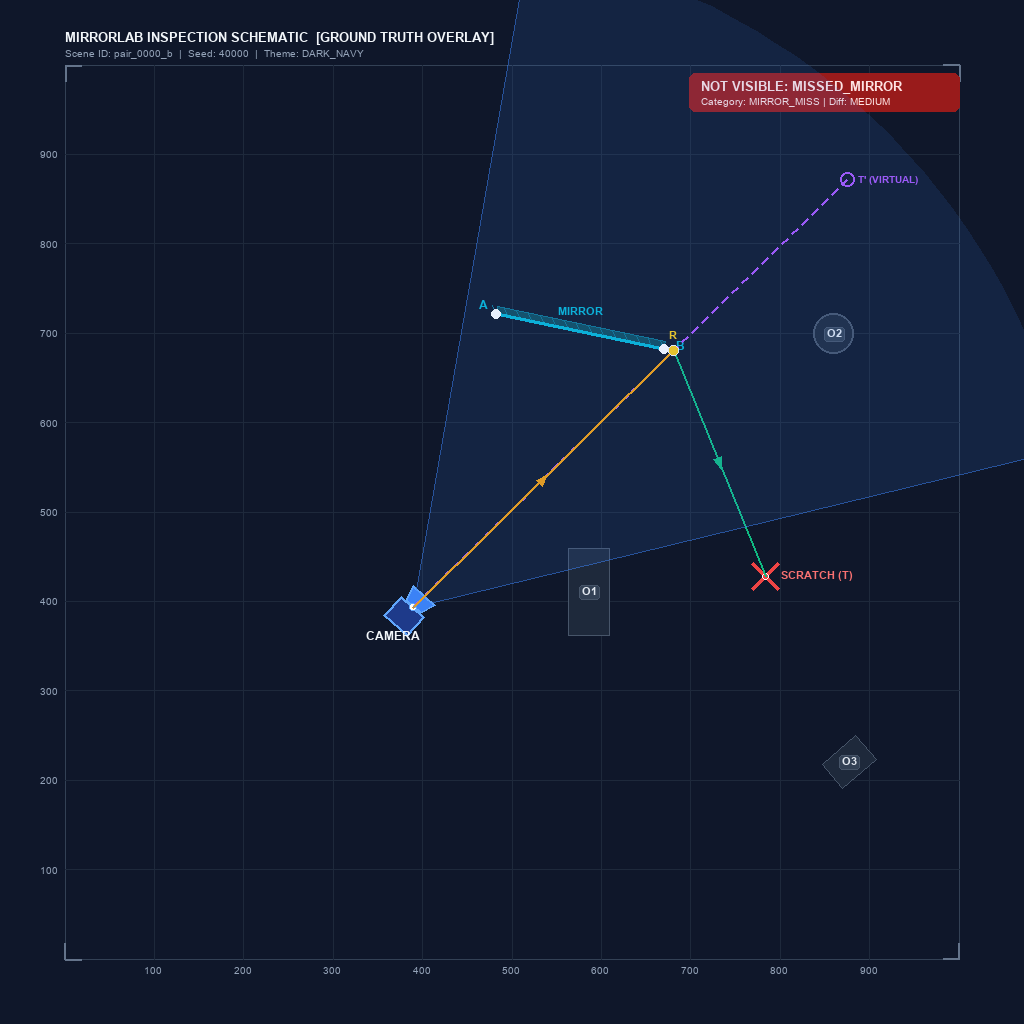 MIRRORLAB INSPECTION SCHEMATIC [GROUND TRUTH OVERLAY]
Scene ID: pair_0000_b | Seed: 40000 | Theme: DARK_NAVY
NOT VISIBLE: MISSED_MIRROR
Category: MIRROR_MISS | Diff: MEDIUM
900
T' (VIRTUAL)
800
A
MIRROR
700
R
B
O2
600
500
SCRATCH (T)
400
O1
CAMERA
300
O3
200
100
100 200 300 400 500 600 700 800 900